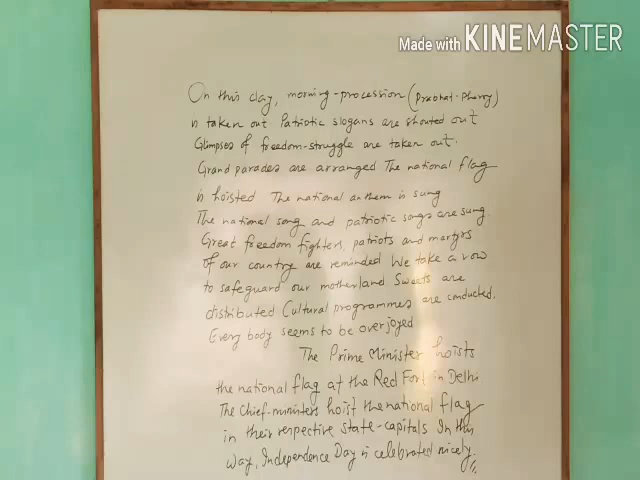 Made with KINEMASTER
On this day, morning-procession (Prabhat-Pherry)
is taken out Patriotic slogans are shouted out
Glimpses of freedom-struggle are taken out.
Grand parades are arranged The national flag
is hoisted The national anthem is sung
The national song and patriotic songs are sung.
Great freedom fighters, patriots and martyrs
of our country are reminded We take a vow
to safeguard our motherland Sweets are
distributed Cultural programmes are conducted.
Every body seems to be overjoyed
The Prime Minister hoists
the national flag at the Red Fort in Delhi
The Chief-ministers hoist the national flag
in their respective state-capitals In this
way, Independence Day is celebrated nicely.